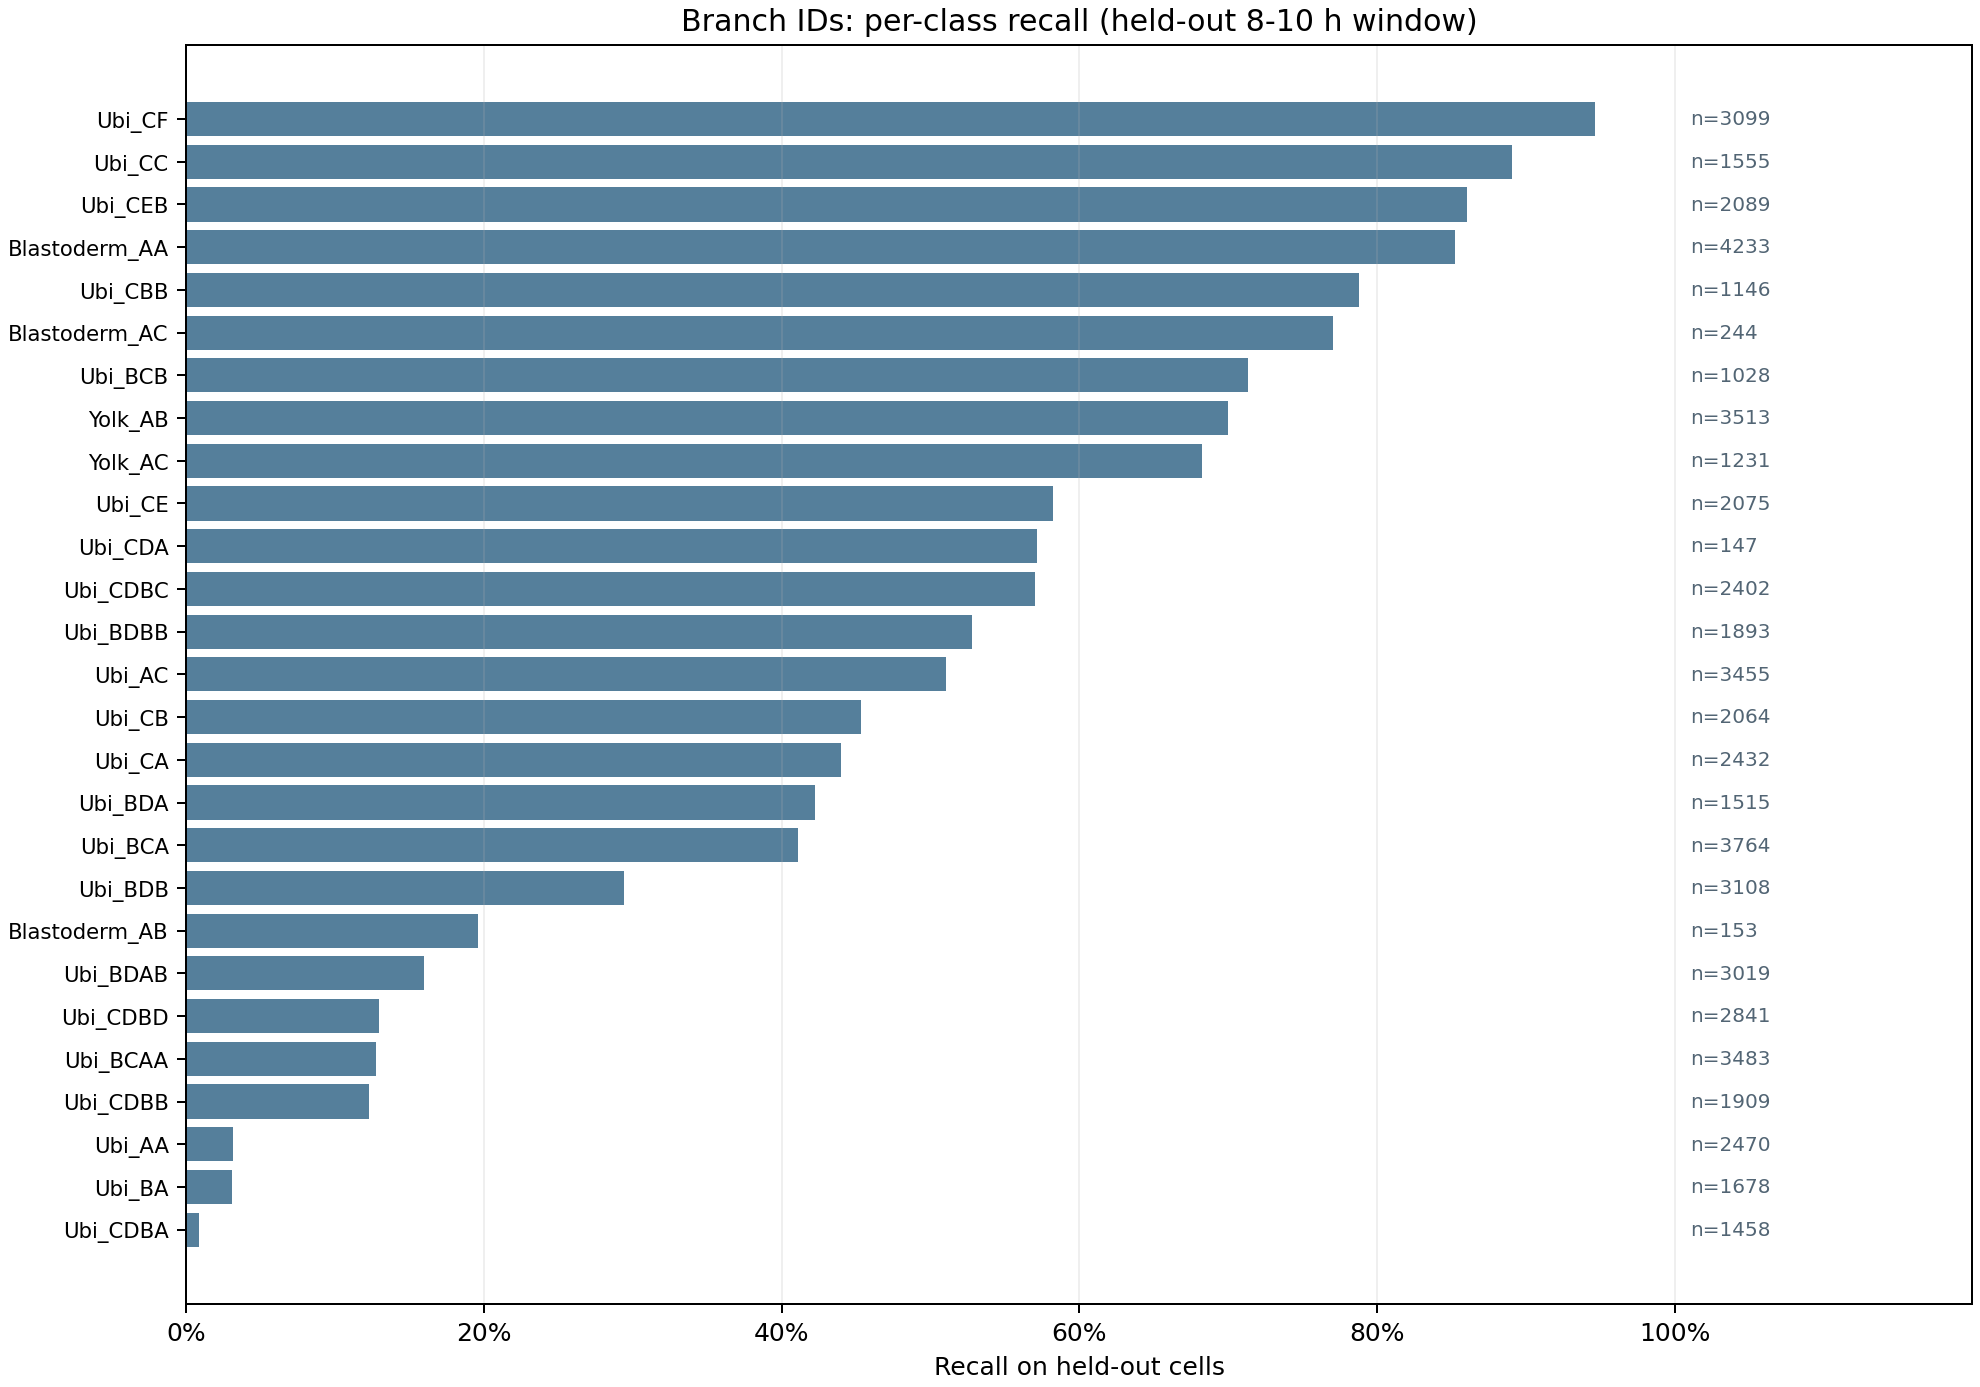 Branch IDs: per-class recall (held-out 8-10 h window)
Ubi_CF n=3099
Ubi_CC n=1555
Ubi_CEB n=2089
Blastoderm_AA n=4233
Ubi_CBB n=1146
Blastoderm_AC n=244
Ubi_BCB n=1028
Yolk_AB n=3513
Yolk_AC n=1231
Ubi_CE n=2075
Ubi_CDA n=147
Ubi_CDBC n=2402
Ubi_BDBB n=1893
Ubi_AC n=3455
Ubi_CB n=2064
Ubi_CA n=2432
Ubi_BDA n=1515
Ubi_BCA n=3764
Ubi_BDB n=3108
Blastoderm_AB n=153
Ubi_BDAB n=3019
Ubi_CDBD n=2841
Ubi_BCAA n=3483
Ubi_CDBB n=1909
Ubi_AA n=2470
Ubi_BA n=1678
Ubi_CDBA n=1458
0% 20% 40% 60% 80% 100%
Recall on held-out cells